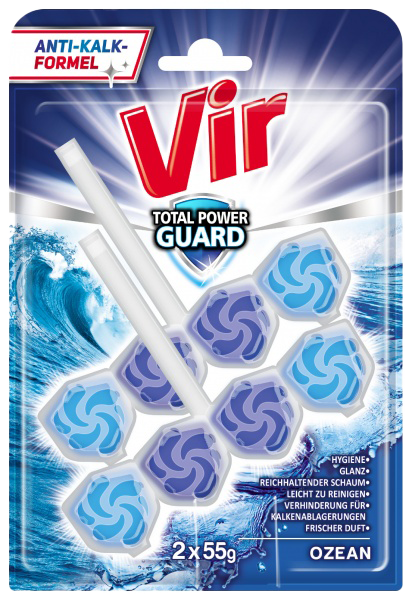 ANTI-KALK-
FORMEL
Vir
TOTAL POWER
GUARD
HYGIENE•
GLANZ•
REICHHALTENDER SCHAUM•
LEICHT ZU REINIGEN•
VERHINDERUNG FÜR•
KALKENABLAGERUNGEN
FRISCHER DUFT•
2 x 55g
OZEAN